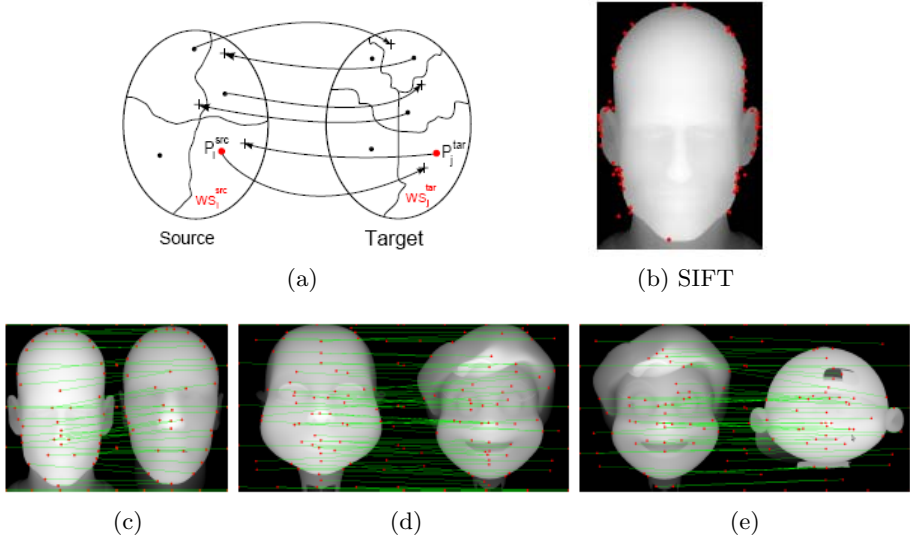 P_i^src
P_j^tar
WS_i^src
WS_j^tar
Source
Target
(a)
(b) SIFT
(c)
(d)
(e)